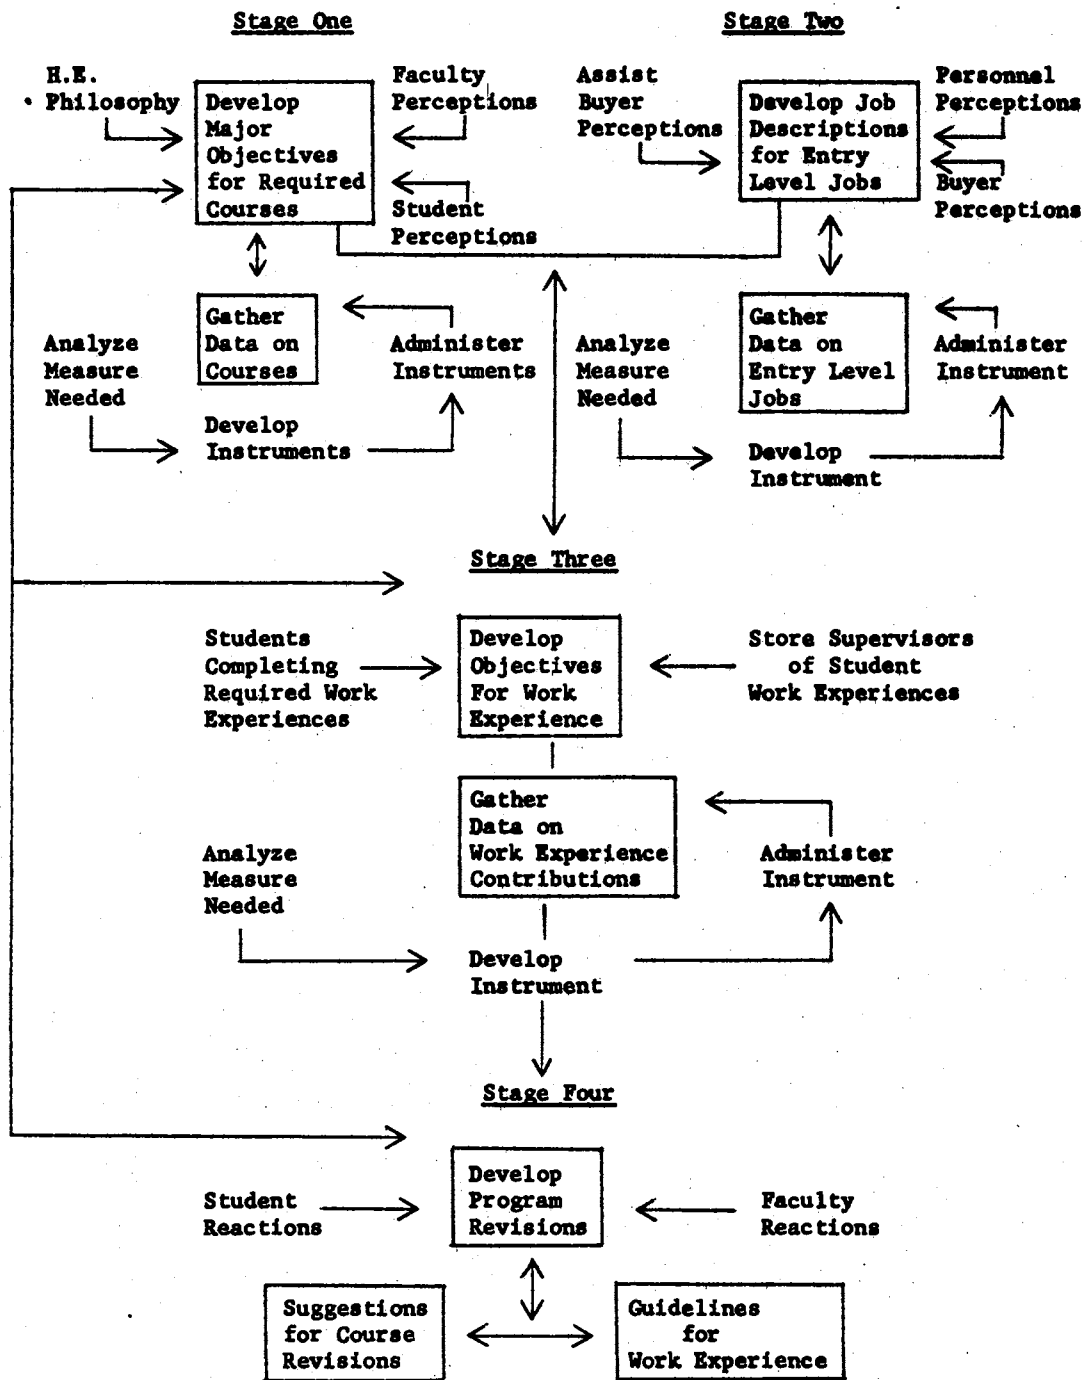 Stage One
Stage Two
H.E.
Philosophy
Develop
Major
Objectives
for Required
Courses
Faculty
Perceptions
Student
Perceptions
Assist
Buyer
Perceptions
Develop Job
Descriptions
for Entry
Level Jobs
Personnel
Perceptions
Buyer
Perceptions
Analyze
Measure
Needed
Gather
Data on
Courses
Administer
Instruments
Develop
Instruments
Analyze
Measure
Needed
Gather
Data on
Entry Level
Jobs
Administer
Instrument
Develop
Instrument
Stage Three
Students
Completing
Required Work
Experiences
Develop
Objectives
For Work
Experience
Store Supervisors
of Student
Work Experiences
Gather
Data on
Work Experience
Contributions
Analyze
Measure
Needed
Administer
Instrument
Develop
Instrument
Stage Four
Student
Reactions
Develop
Program
Revisions
Faculty
Reactions
Suggestions
for Course
Revisions
Guidelines
for
Work Experience